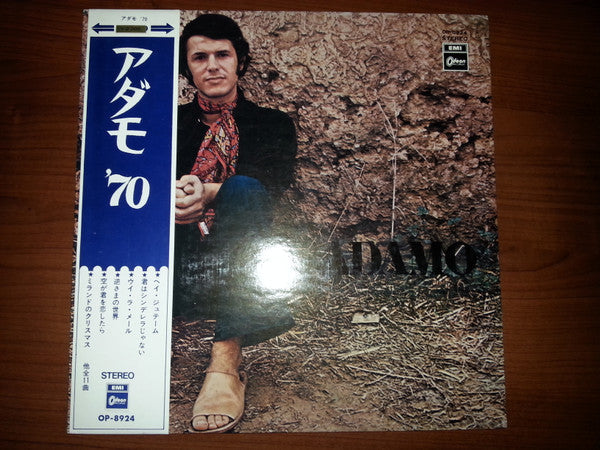 アダモ '70
アダモ
'70
ヘイ・ジュテーム
君はシンデレラじゃない
★ウイ・ラ・メール
逆さまの世界
★空が君を恋したら
ミランドのクリスマス
他全11曲
STEREO
EMI
Odeon
OP-8924
STEREO
EMI
Odeon
ADAMO